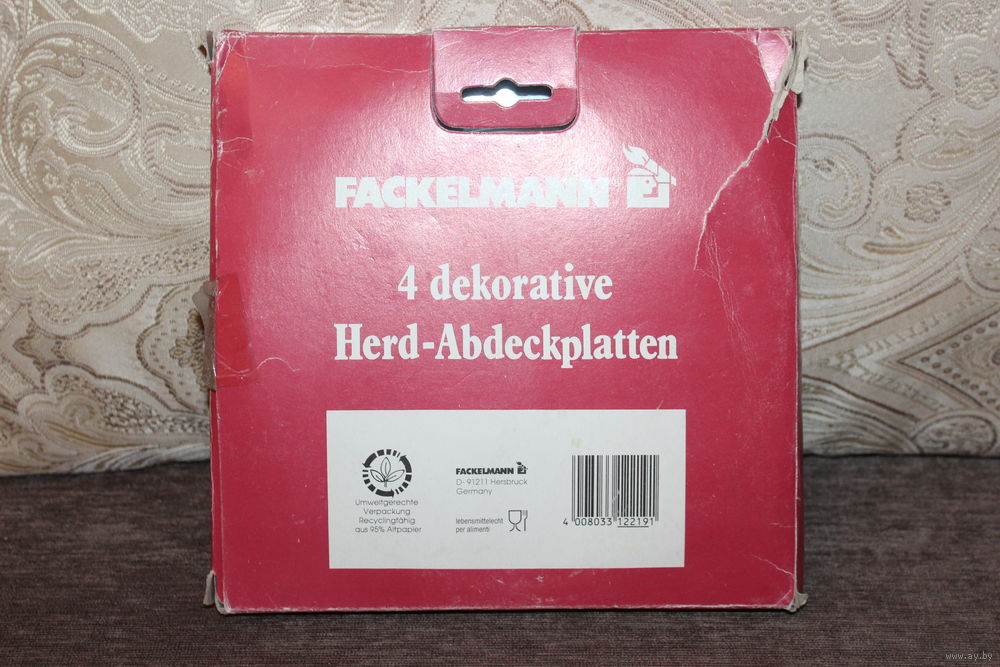 FACKELMANN®
4 dekorative
Herd-Abdeckplatten
Umweltgerechte
Verpackung
Recyclingfähig
aus 95% Altpapier
FACKELMANN
D- 91211 Hersbruck
Germany
lebensmittelecht
per alimenti
4 008033 122191
www.ay.by